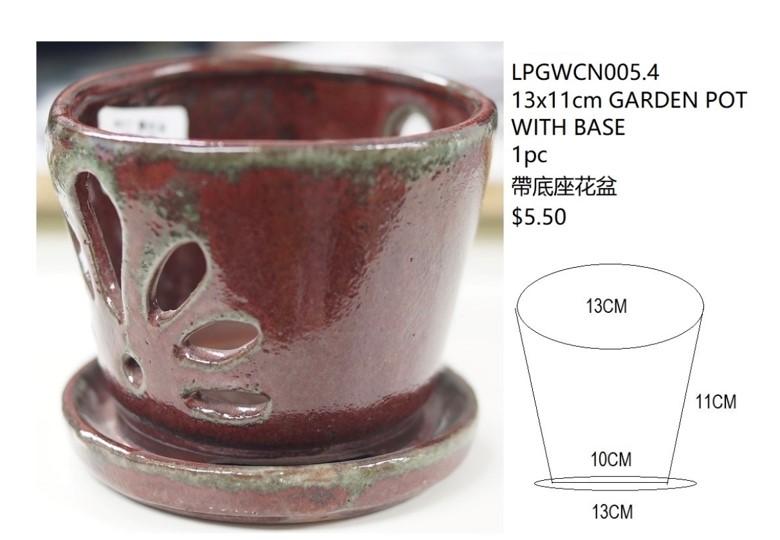 LPGWCN005.4
13x11cm GARDEN POT
WITH BASE
1pc
帶底座花盆
$5.50
13CM
11CM
10CM
13CM